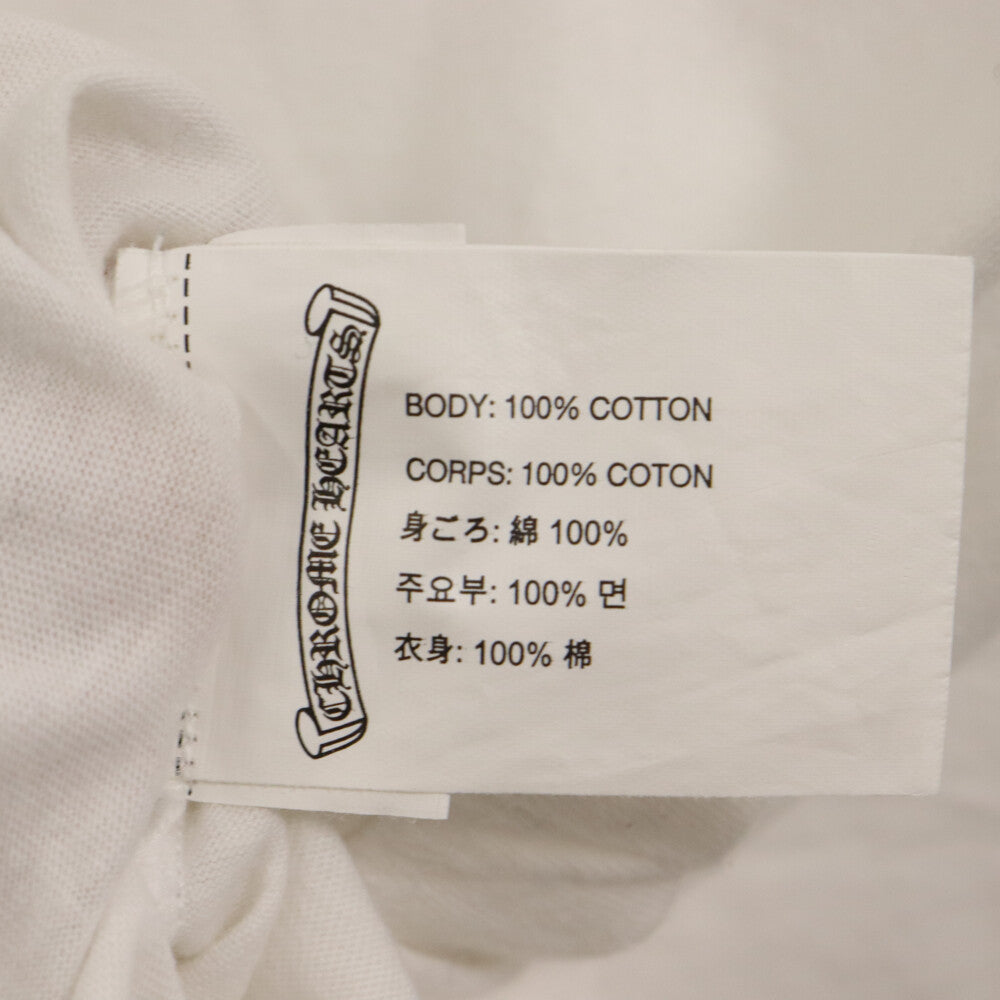 CHROME HEARTS
BODY: 100% COTTON
CORPS: 100% COTON
身ごろ: 綿 100%
주요부: 100% 면
衣身: 100% 棉